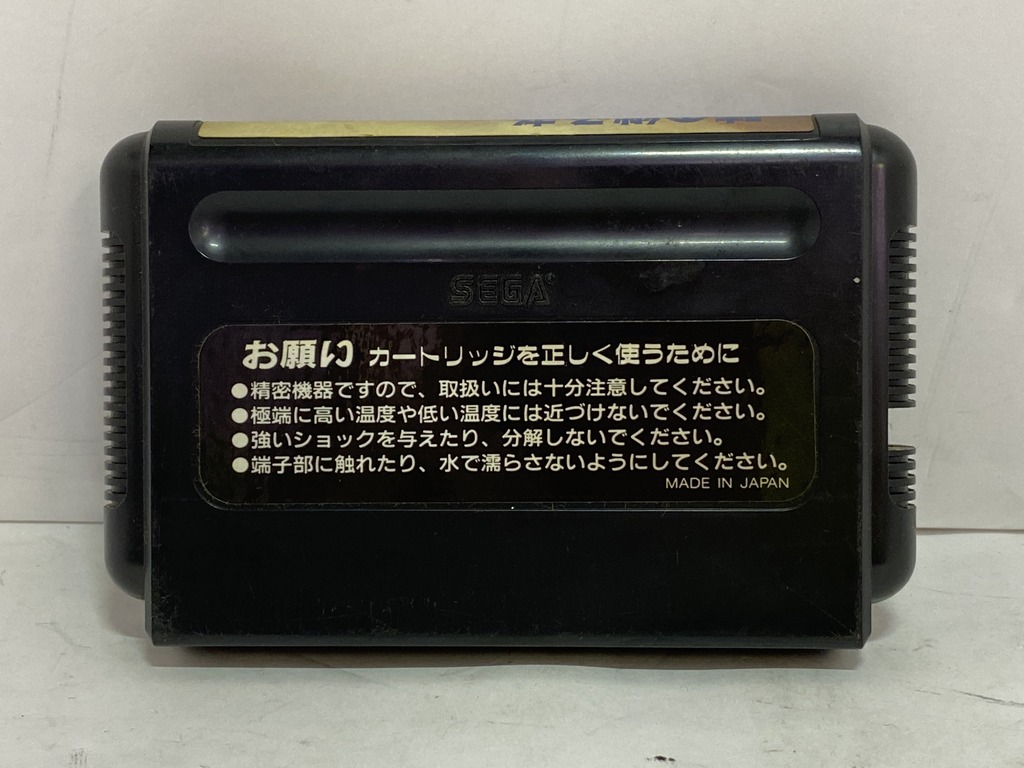 SEGA
お願い カートリッジを正しく使うために
●精密機器ですので、取扱いには十分注意してください。
●極端に高い温度や低い温度には近づけないでください。
●強いショックを与えたり、分解しないでください。
●端子部に触れたり、水で濡らさないようにしてください。
MADE IN JAPAN